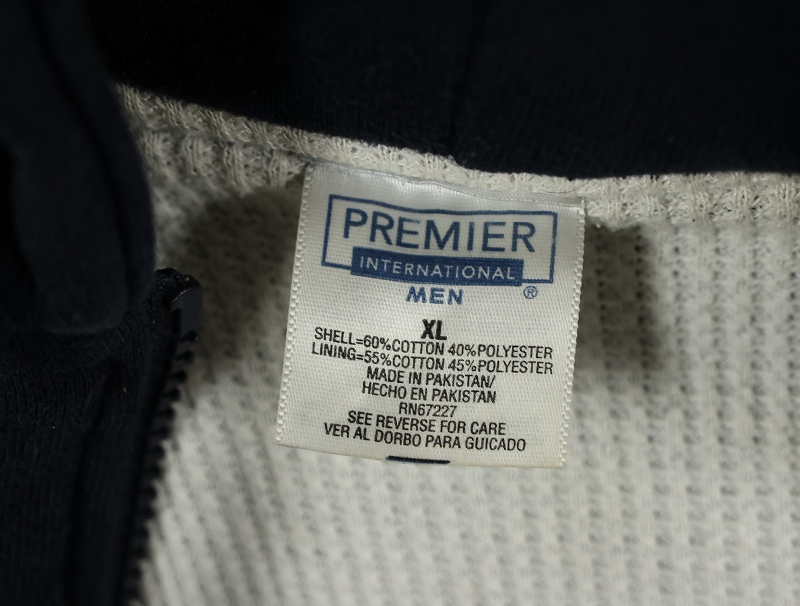 PREMIER
INTERNATIONAL
MEN ®
XL
SHELL=60%COTTON 40%POLYESTER
LINING=55%COTTON 45%POLYESTER
MADE IN PAKISTAN/
HECHO EN PAKISTAN
RN67227
SEE REVERSE FOR CARE
VER AL DORBO PARA GUICADO